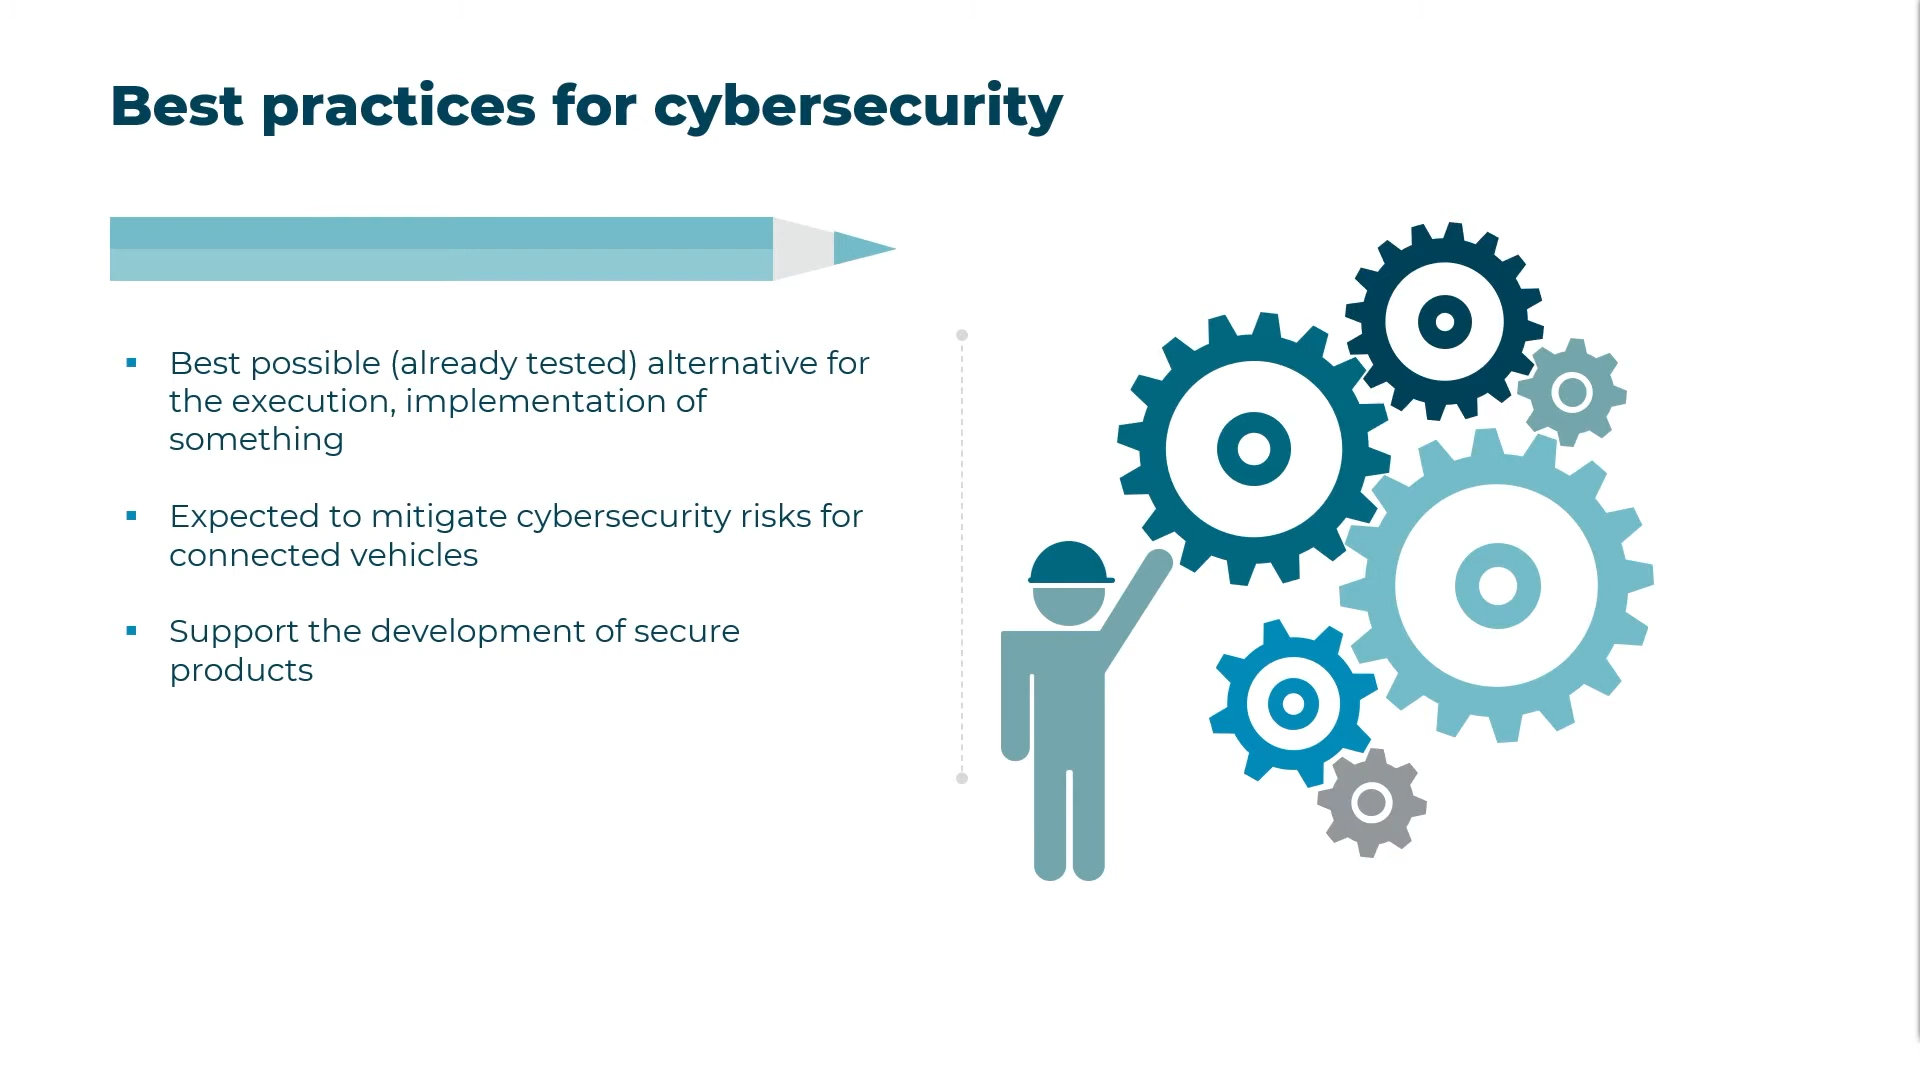 Best practices for cybersecurity
Best possible (already tested) alternative for
the execution, implementation of
something
Expected to mitigate cybersecurity risks for
connected vehicles
Support the development of secure
products